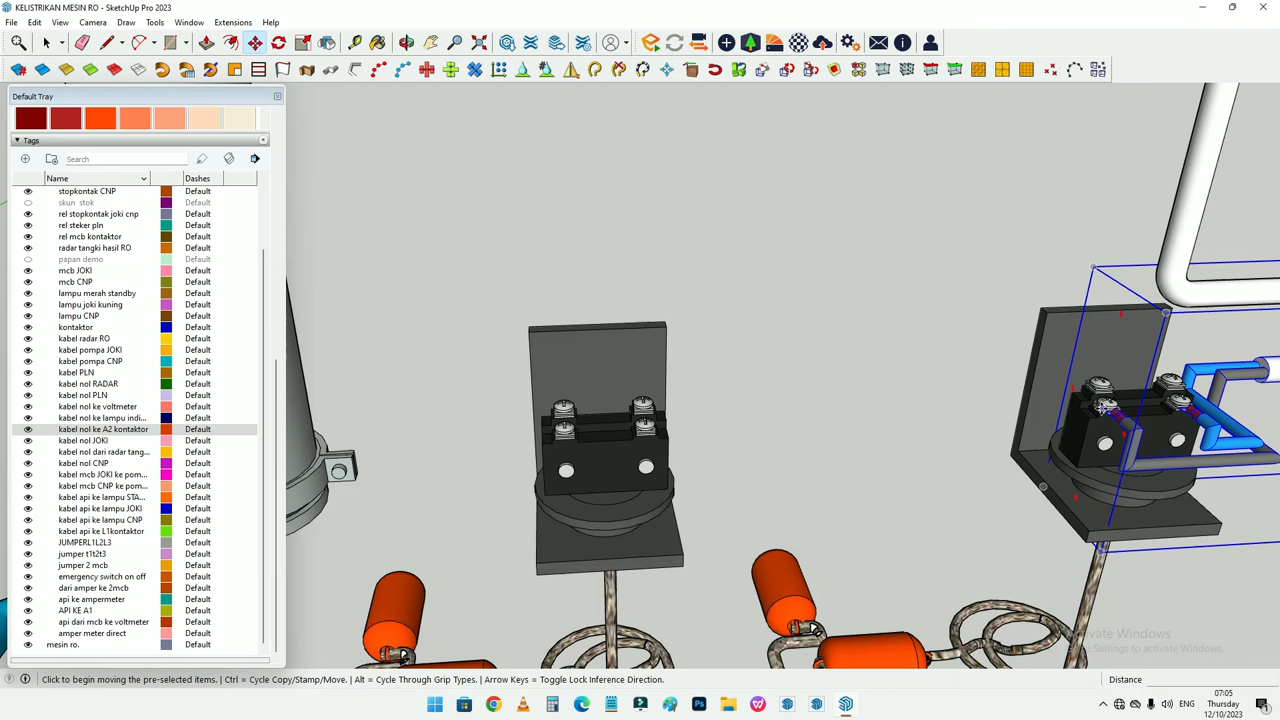 KELISTRIKAN MESIN RO - SketchUp Pro 2023
File Edit View Camera Draw Tools Window Extensions Help
Default Tray
Tags
Search
Name Dashes
stopkontak CNP Default
skun stok Default
rel stopkontak joki cnp Default
rel steker pln Default
rel mcb kontaktor Default
radar tangki hasil RO Default
papan demo Default
mcb JOKI Default
mcb CNP Default
lampu merah standby Default
lampu joki kuning Default
lampu CNP Default
kontaktor Default
kabel radar RO Default
kabel pompa JOKI Default
kabel pompa CNP Default
kabel PLN Default
kabel nol RADAR Default
kabel nol PLN Default
kabel nol ke voltmeter Default
kabel nol ke lampu indi... Default
kabel nol ke A2 kontaktor Default
kabel nol JOKI Default
kabel nol dari radar tang... Default
kabel nol CNP Default
kabel mcb JOKI ke pom... Default
kabel mcb CNP ke pom... Default
kabel api ke lampu STA... Default
kabel api ke lampu JOKI Default
kabel api ke lampu CNP Default
kabel api ke L1kontaktor Default
JUMPERL1L2L3 Default
jumper t1t2t3 Default
jumper 2 mcb Default
emergency switch on off Default
dari amper ke 2mcb Default
api ke ampermeter Default
API KE A1 Default
api dari mcb ke voltmeter Default
amper meter direct Default
mesin ro. Default
Activate Windows
Go to Settings to activate Windows.
Click to begin moving the pre-selected items. | Ctrl = Cycle Copy/Stamp/Move. | Alt = Cycle Through Grip Types. | Arrow Keys = Toggle Lock Inference Direction. Distance
ENG
07:05
Thursday
12/10/2023